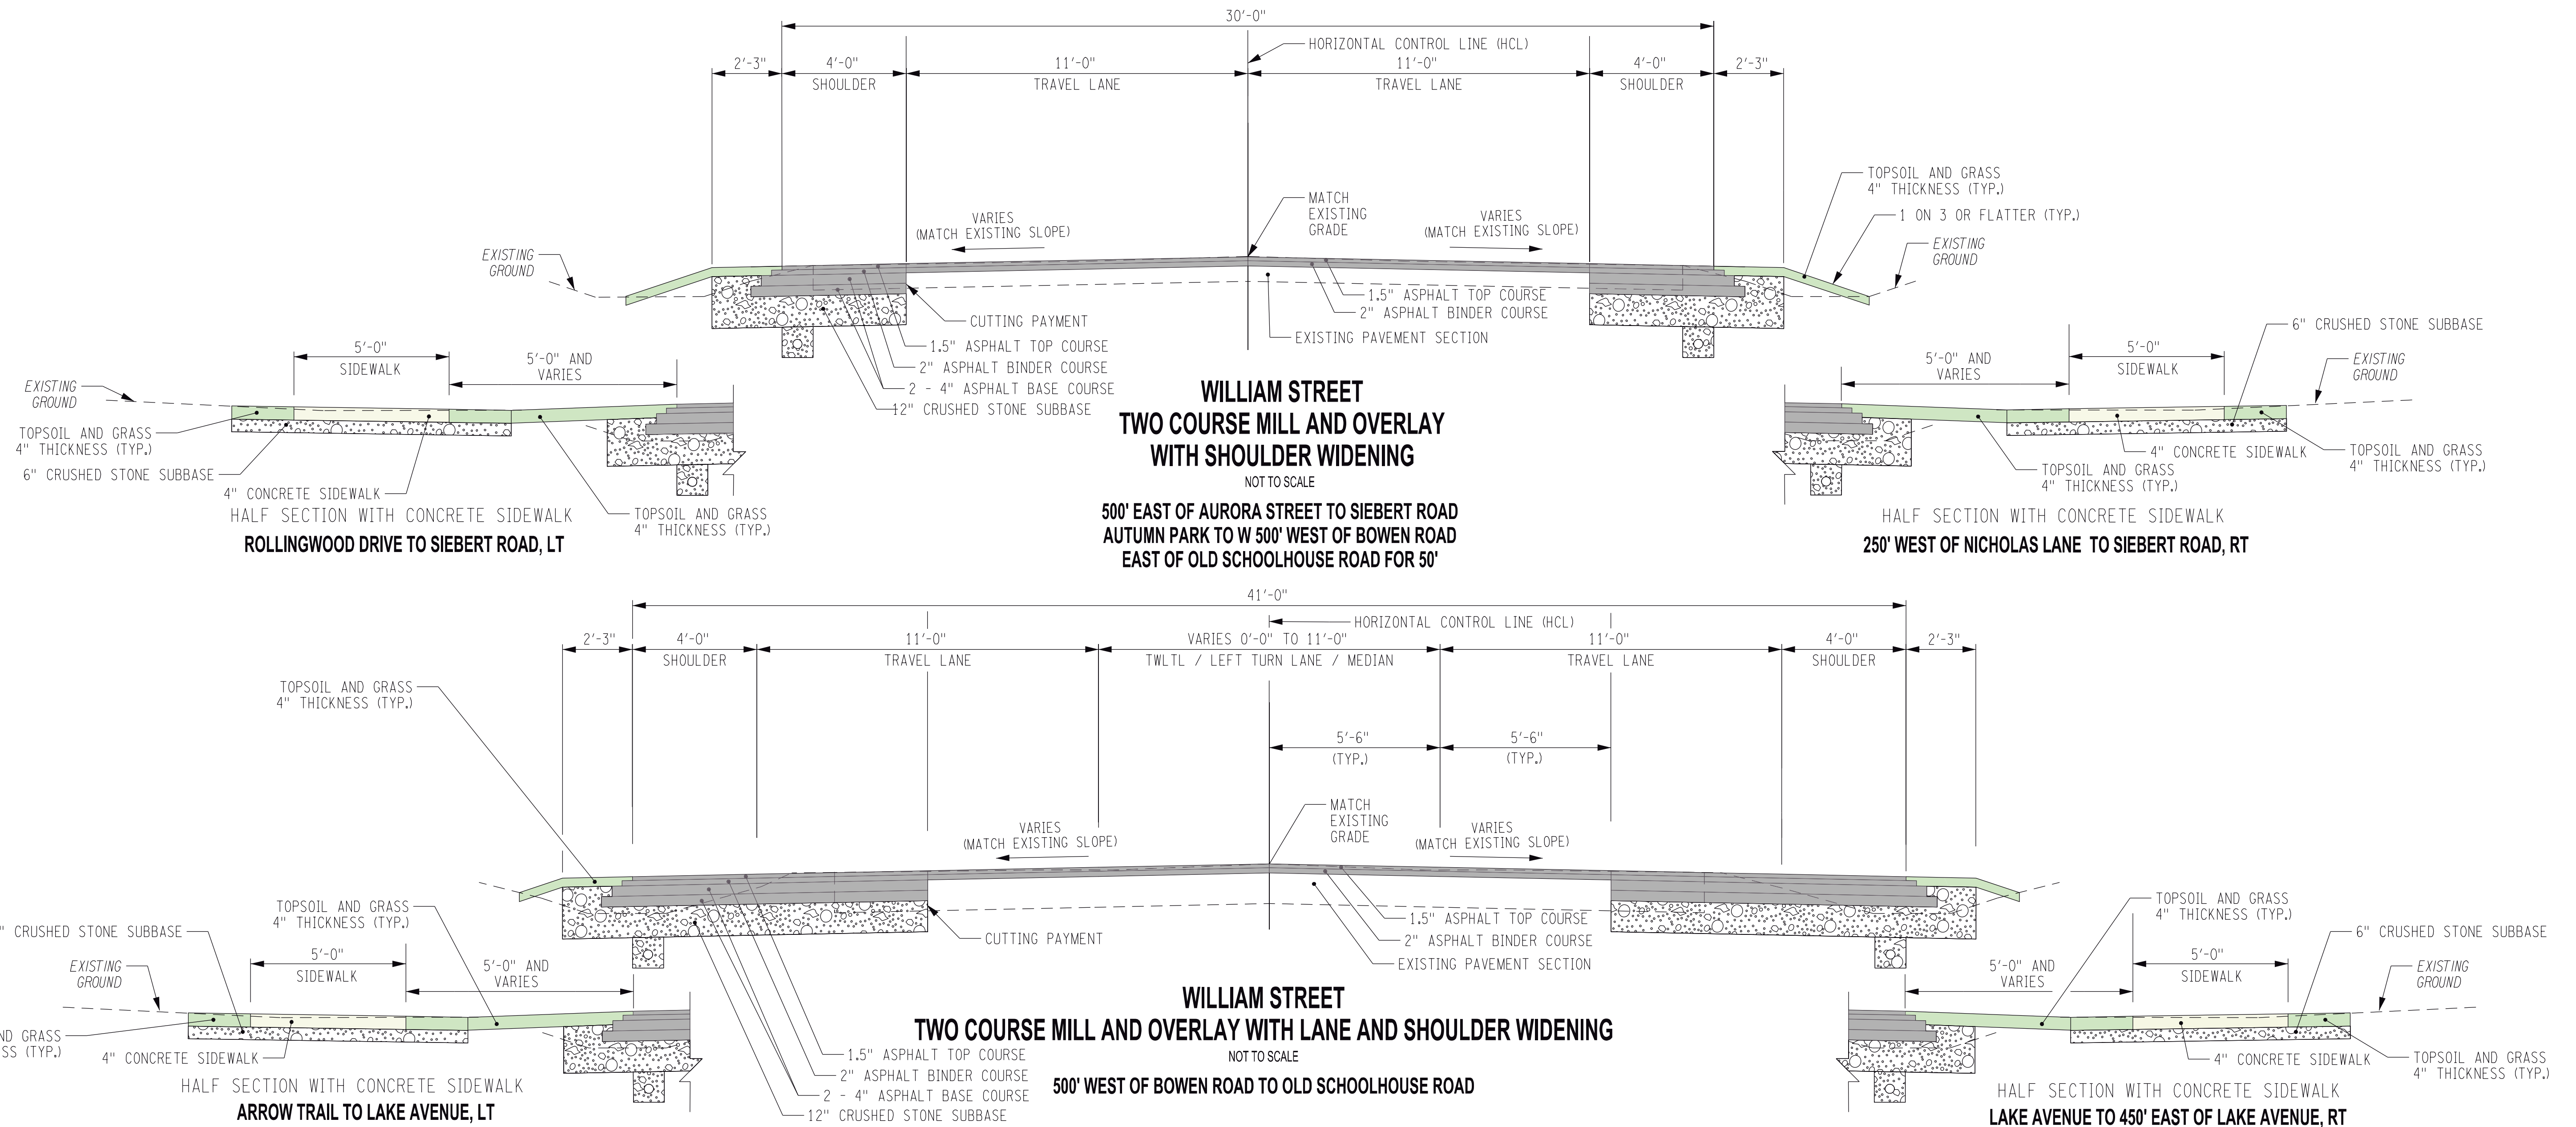 30'-0"
HORIZONTAL CONTROL LINE (HCL)
2'-3"
4'-0"
11'-0"
11'-0"
4'-0"
2'-3"
SHOULDER
TRAVEL LANE
TRAVEL LANE
SHOULDER
TOPSOIL AND GRASS
4" THICKNESS (TYP.)
1 ON 3 OR FLATTER (TYP.)
MATCH
EXISTING
GRADE
VARIES
(MATCH EXISTING SLOPE)
VARIES
(MATCH EXISTING SLOPE)
EXISTING
GROUND
EXISTING
GROUND
1.5" ASPHALT TOP COURSE
2" ASPHALT BINDER COURSE
EXISTING PAVEMENT SECTION
CUTTING PAYMENT
1.5" ASPHALT TOP COURSE
2" ASPHALT BINDER COURSE
2 - 4" ASPHALT BASE COURSE
12" CRUSHED STONE SUBBASE
5'-0"
SIDEWALK
5'-0" AND
VARIES
EXISTING
GROUND
TOPSOIL AND GRASS
4" THICKNESS (TYP.)
6" CRUSHED STONE SUBBASE
4" CONCRETE SIDEWALK
TOPSOIL AND GRASS
4" THICKNESS (TYP.)
HALF SECTION WITH CONCRETE SIDEWALK
ROLLINGWOOD DRIVE TO SIEBERT ROAD, LT
WILLIAM STREET
TWO COURSE MILL AND OVERLAY
WITH SHOULDER WIDENING
NOT TO SCALE
500' EAST OF AURORA STREET TO SIEBERT ROAD
AUTUMN PARK TO W 500' WEST OF BOWEN ROAD
EAST OF OLD SCHOOLHOUSE ROAD FOR 50'
6" CRUSHED STONE SUBBASE
5'-0" AND
VARIES
5'-0"
SIDEWALK
EXISTING
GROUND
4" CONCRETE SIDEWALK
TOPSOIL AND GRASS
4" THICKNESS (TYP.)
TOPSOIL AND GRASS
4" THICKNESS (TYP.)
HALF SECTION WITH CONCRETE SIDEWALK
250' WEST OF NICHOLAS LANE TO SIEBERT ROAD, RT
41'-0"
HORIZONTAL CONTROL LINE (HCL)
2'-3"
4'-0"
11'-0"
VARIES 0'-0" TO 11'-0"
11'-0"
4'-0"
2'-3"
SHOULDER
TRAVEL LANE
TWLTL / LEFT TURN LANE / MEDIAN
TRAVEL LANE
SHOULDER
TOPSOIL AND GRASS
4" THICKNESS (TYP.)
5'-6"
(TYP.)
5'-6"
(TYP.)
MATCH
EXISTING
GRADE
VARIES
(MATCH EXISTING SLOPE)
VARIES
(MATCH EXISTING SLOPE)
1.5" ASPHALT TOP COURSE
2" ASPHALT BINDER COURSE
EXISTING PAVEMENT SECTION
CUTTING PAYMENT
TOPSOIL AND GRASS
4" THICKNESS (TYP.)
" CRUSHED STONE SUBBASE
5'-0"
SIDEWALK
5'-0" AND
VARIES
EXISTING
GROUND
ND GRASS
SS (TYP.)
4" CONCRETE SIDEWALK
HALF SECTION WITH CONCRETE SIDEWALK
ARROW TRAIL TO LAKE AVENUE, LT
1.5" ASPHALT TOP COURSE
2" ASPHALT BINDER COURSE
2 - 4" ASPHALT BASE COURSE
12" CRUSHED STONE SUBBASE
WILLIAM STREET
TWO COURSE MILL AND OVERLAY WITH LANE AND SHOULDER WIDENING
NOT TO SCALE
500' WEST OF BOWEN ROAD TO OLD SCHOOLHOUSE ROAD
TOPSOIL AND GRASS
4" THICKNESS (TYP.)
6" CRUSHED STONE SUBBASE
5'-0" AND
VARIES
5'-0"
SIDEWALK
EXISTING
GROUND
4" CONCRETE SIDEWALK
TOPSOIL AND GRASS
4" THICKNESS (TYP.)
HALF SECTION WITH CONCRETE SIDEWALK
LAKE AVENUE TO 450' EAST OF LAKE AVENUE, RT